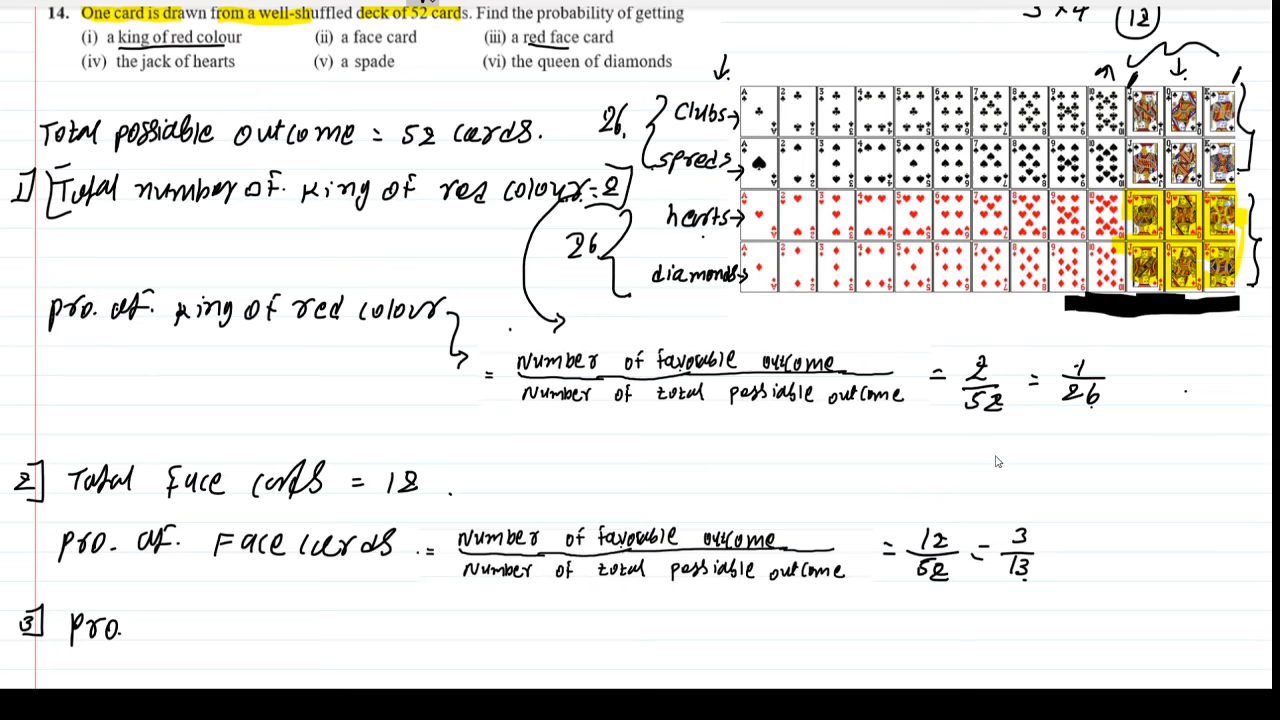 14. One card is drawn from a well-shuffled deck of 52 cards. Find the probability of getting
(i) a king of red colour (ii) a face card (iii) a red face card
(iv) the jack of hearts (v) a spade (vi) the queen of diamonds
3 × 4 (12)
Total possiable outcome = 52 cards.
26. Clubs→
spreds→
1] [Total number of. King of red colour = 2]
26 herts→
diamonds→
pro. of. King of red colour
= Number of favouble outcome / Number of total possiable outcome = 2/52 = 1/26
2] Total Face cards = 12.
pro. of. Face cards. = Number of favouble outcome / Number of total possiable outcome = 12/52 = 3/13
3] pro.